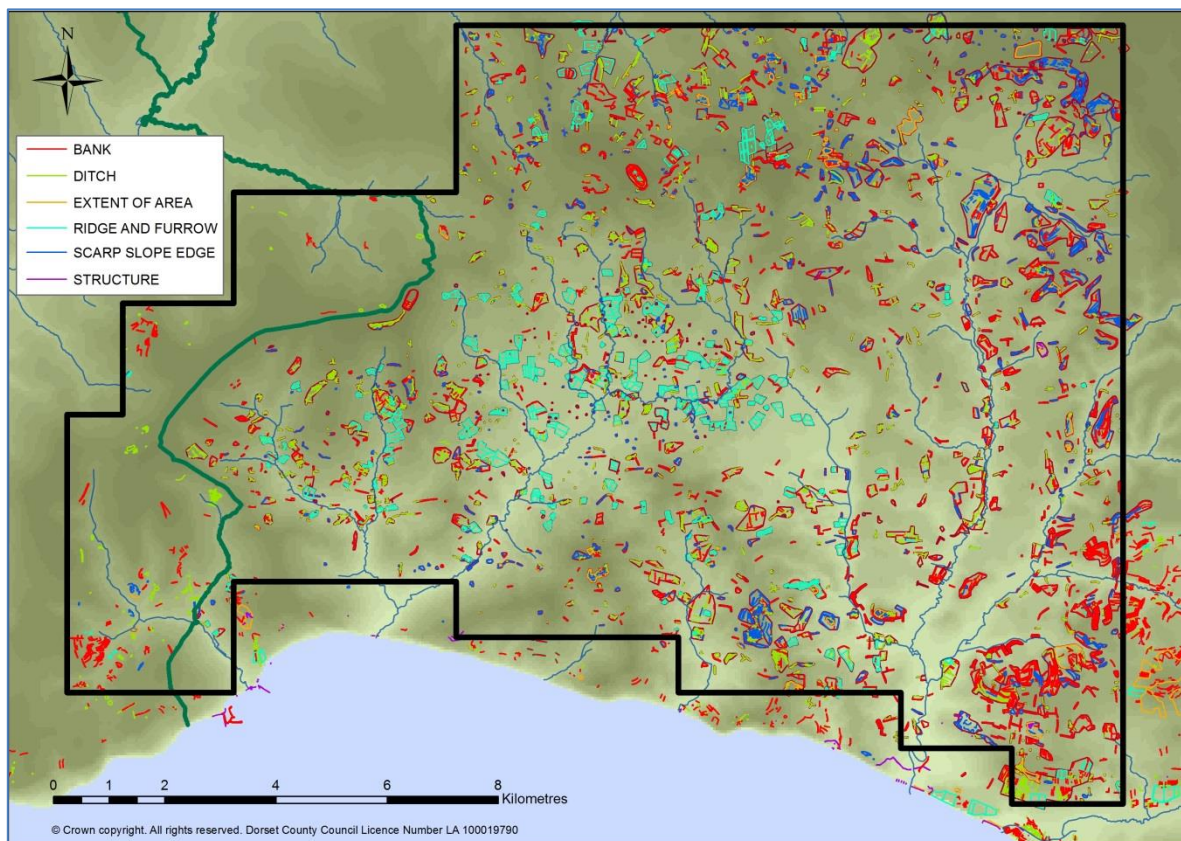 N
BANK
DITCH
EXTENT OF AREA
RIDGE AND FURROW
SCARP SLOPE EDGE
STRUCTURE
0 1 2 4 6 8
Kilometres
© Crown copyright. All rights reserved. Dorset County Council Licence Number LA 100019790